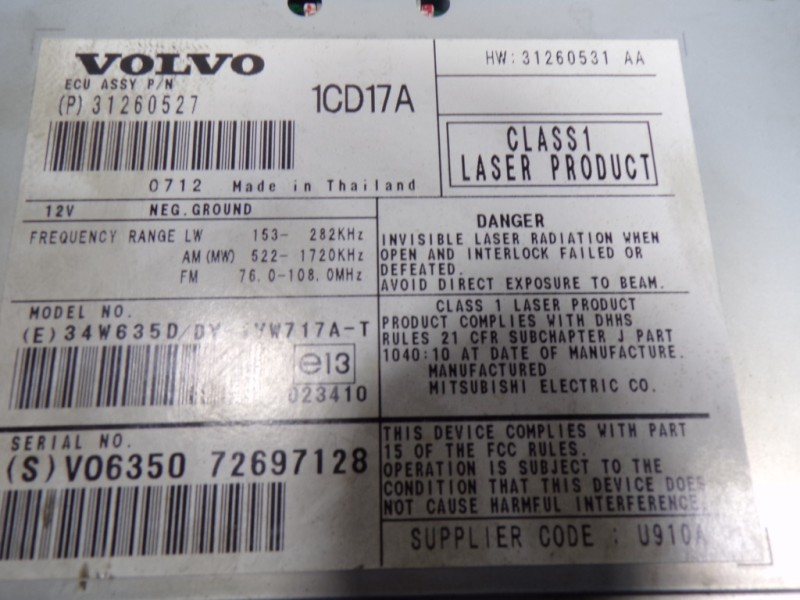 VOLVO
ECU ASSY P/N
(P) 31260527
1CD17A
0712 Made in Thailand
HW: 31260531 AA
CLASS1
LASER PRODUCT
12V NEG. GROUND
FREQUENCY RANGE LW 153- 282KHz
AM (MW) 522- 1720KHz
FM 76.0-108.0MHz
DANGER
INVISIBLE LASER RADIATION WHEN
OPEN AND INTERLOCK FAILED OR
DEFEATED.
AVOID DIRECT EXPOSURE TO BEAM.
MODEL NO.
(E) 34W635D/
e13
023410
CLASS 1 LASER PRODUCT
PRODUCT COMPLIES WITH DHHS
RULES 21 CFR SUBCHAPTER J PART
1040:10 AT DATE OF MANUFACTURE.
MANUFACTURED
MITSUBISHI ELECTRIC CO.
SERIAL NO.
(S) VO6350 72697128
THIS DEVICE COMPLIES WITH PART
15 OF THE FCC RULES.
OPERATION IS SUBJECT TO THE
CONDITION THAT THIS DEVICE DOES
NOT CAUSE HARMFUL INTERFERENCE.
SUPPLIER CODE : U910A